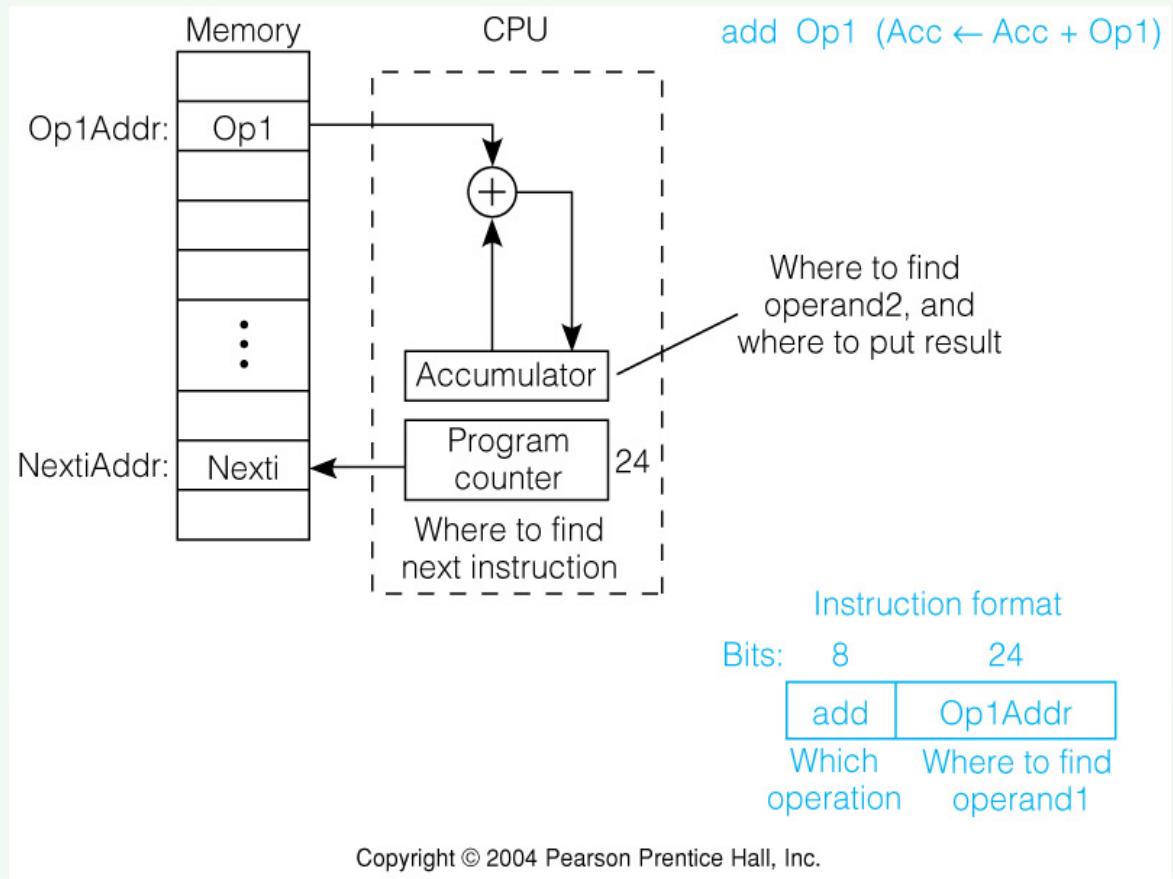 Memory
CPU
add Op1 (Acc ← Acc + Op1)
Op1Addr:
Op1
+
Where to find
operand2, and
where to put result
Accumulator
Program
counter
24
NextiAddr:
Nexti
Where to find
next instruction
Instruction format
Bits: 8 24
add Op1Addr
Which
operation
Where to find
operand1
Copyright © 2004 Pearson Prentice Hall, Inc.